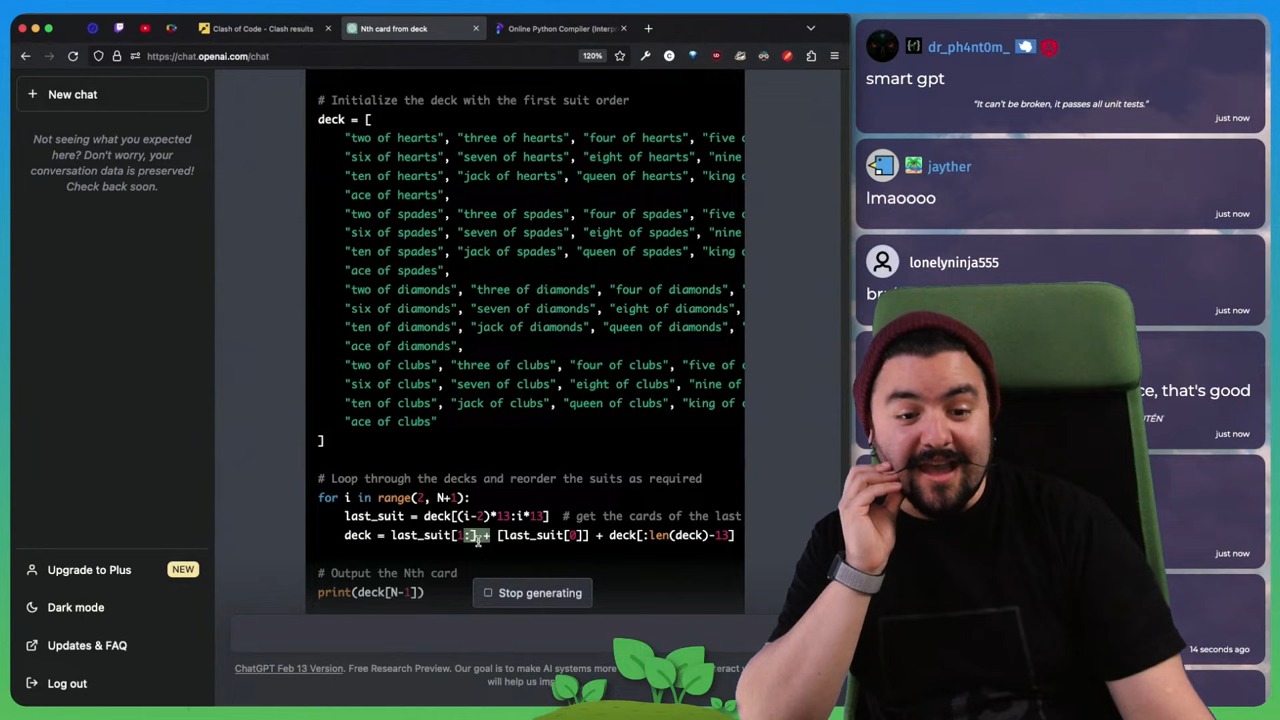 Clash of Code - Clash results
Nth card from deck
Online Python Compiler (Interp
https://chat.openai.com/chat
120%
New chat
Not seeing what you expected
here? Don't worry, your
conversation data is preserved!
Check back soon.
Upgrade to Plus
NEW
Dark mode
Updates & FAQ
Log out
# Initialize the deck with the first suit order
deck = [
"two of hearts", "three of hearts", "four of hearts", "five o
"six of hearts", "seven of hearts", "eight of hearts", "nine
"ten of hearts", "jack of hearts", "queen of hearts", "king o
"ace of hearts",
"two of spades", "three of spades", "four of spades", "five o
"six of spades", "seven of spades", "eight of spades", "nine
"ten of spades", "jack of spades", "queen of spades", "king o
"ace of spades",
"two of diamonds", "three of diamonds", "four of diamonds", "
"six of diamonds", "seven of diamonds", "eight of diamonds", "
"ten of diamonds", "jack of diamonds", "queen of diamonds", "
"ace of diamonds",
"two of clubs", "three of clubs", "four of clubs", "five of c
"six of clubs", "seven of clubs", "eight of clubs", "nine of
"ten of clubs", "jack of clubs", "queen of clubs", "king of c
"ace of clubs"
]
# Loop through the decks and reorder the suits as required
for i in range(2, N+1):
last_suit = deck[(i-2)*13:i*13]  # get the cards of the last
deck = last_suit[1:] + [last_suit[0]] + deck[:len(deck)-13]
# Output the Nth card
print(deck[N-1])
Stop generating
ChatGPT Feb 13 Version. Free Research Preview. Our goal is to make AI systems more
will help us im
dr_ph4nt0m_
smart gpt
"It can't be broken, it passes all unit tests."
just now
jayther
lmaoooo
just now
lonelyninja555
just now
ce, that's good
just now
14 seconds ago